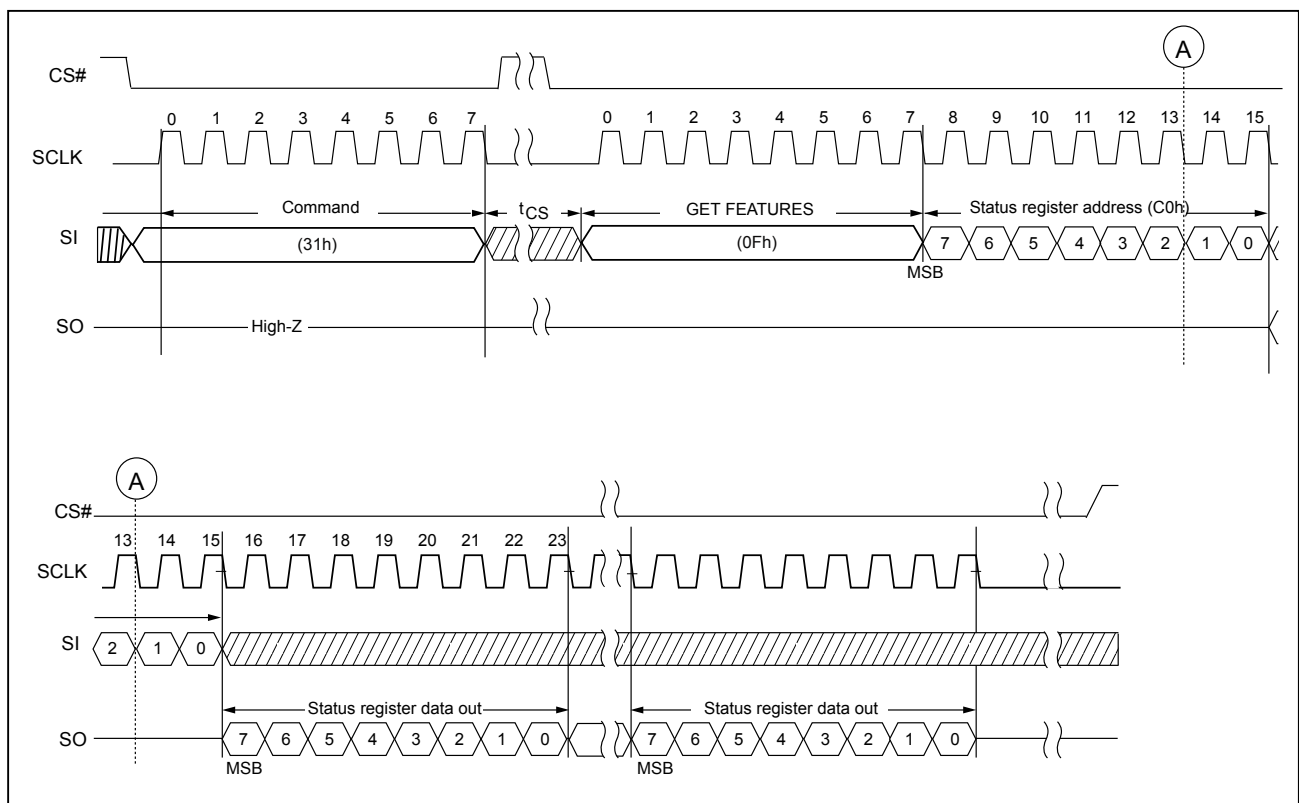 A
CS#
0 1 2 3 4 5 6 7 0 1 2 3 4 5 6 7 8 9 10 11 12 13 14 15
SCLK
Command tCS GET FEATURES Status register address (C0h)
SI (31h) (0Fh) 7 6 5 4 3 2 1 0
MSB
SO High-Z
A
CS#
13 14 15 16 17 18 19 20 21 22 23
SCLK
SI 2 1 0
Status register data out Status register data out
SO 7 6 5 4 3 2 1 0 7 6 5 4 3 2 1 0
MSB MSB